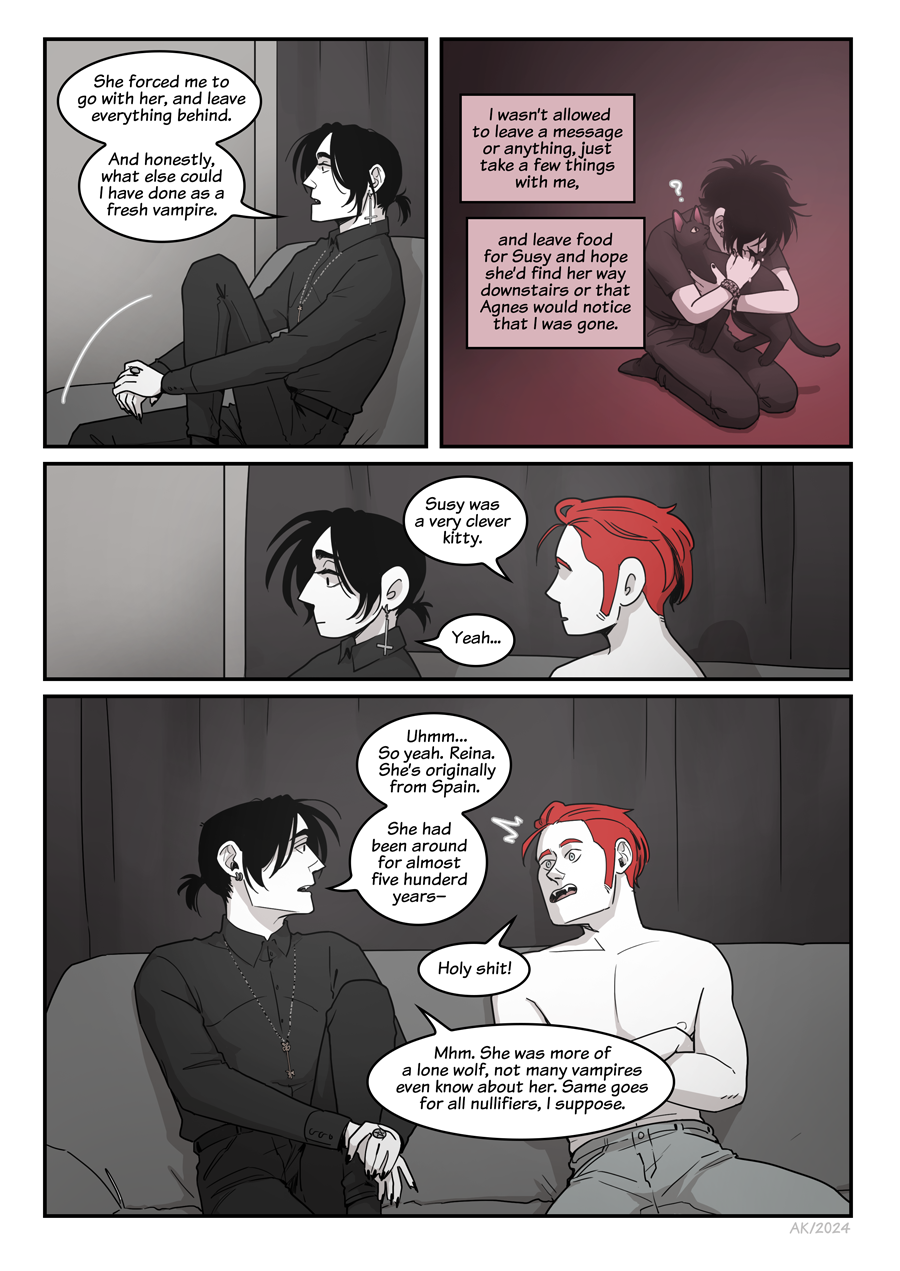 She forced me to
go with her, and leave
everything behind.
And honestly,
what else could
I have done as a
fresh vampire.
I wasn't allowed
to leave a message
or anything, just
take a few things
with me,
?
and leave food
for Susy and hope
she'd find her way
downstairs or that
Agnes would notice
that I was gone.
Susy was
a very clever
kitty.
Yeah...
Uhmm...
So yeah. Reina.
She's originally
from Spain.
She had
been around
for almost
five hunderd
years—
Holy shit!
Mhm. She was more of
a lone wolf, not many vampires
even know about her. Same goes
for all nullifiers, I suppose.
AK/2024